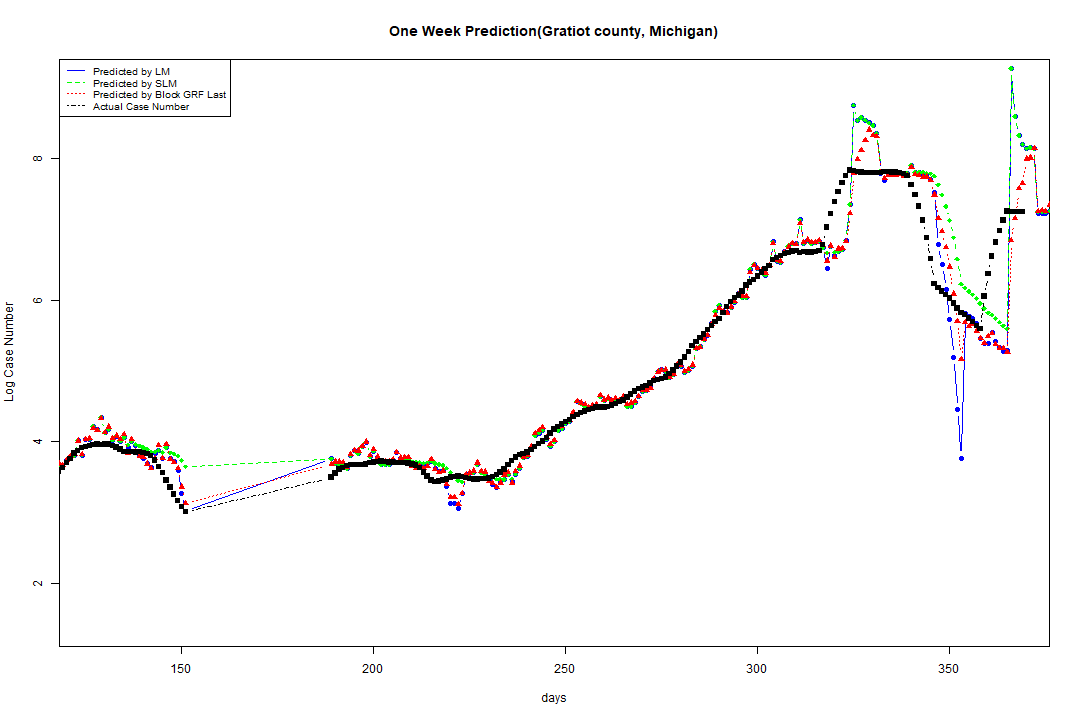 One Week Prediction(Gratiot county, Michigan)
Predicted by LM
Predicted by SLM
Predicted by Block GRF Last
Actual Case Number
8
6
4
2
Log Case Number
150 200 250 300 350
days